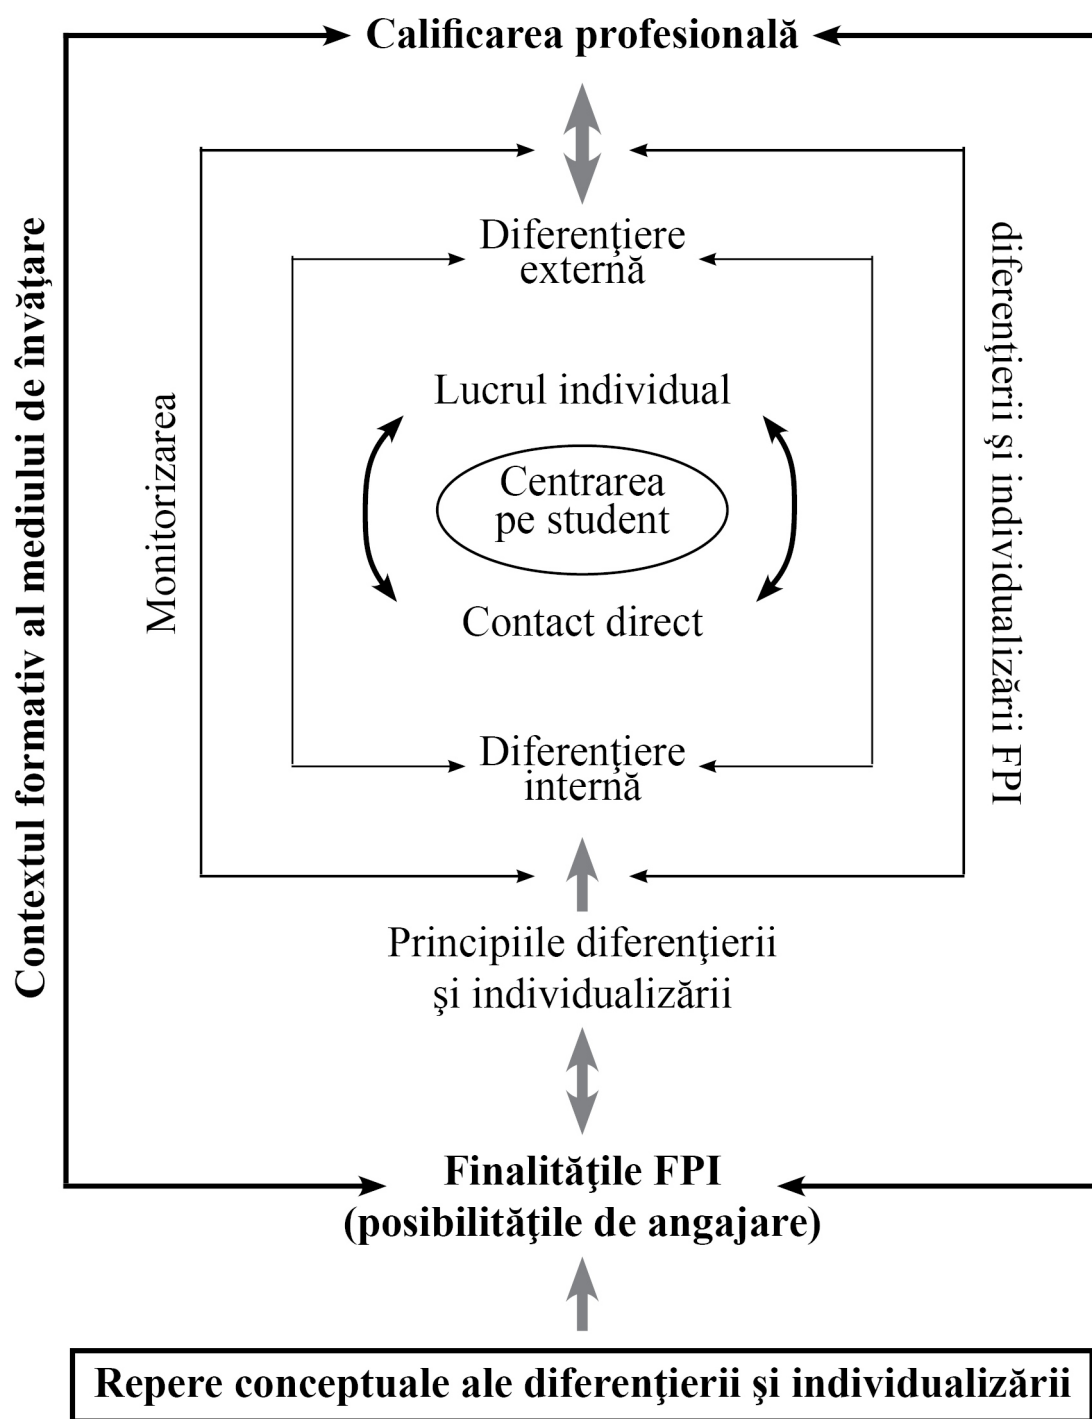 Calificarea profesională
Diferenţiere
externă
Lucrul individual
Centrarea
pe student
Contact direct
Diferenţiere
internă
Principiile diferenţierii
şi individualizării
Finalităţile FPI
(posibilităţile de angajare)
Repere conceptuale ale diferenţierii şi individualizării
Contextul formativ al mediului de învăţare
Monitorizarea
diferenţierii şi individualizării FPI